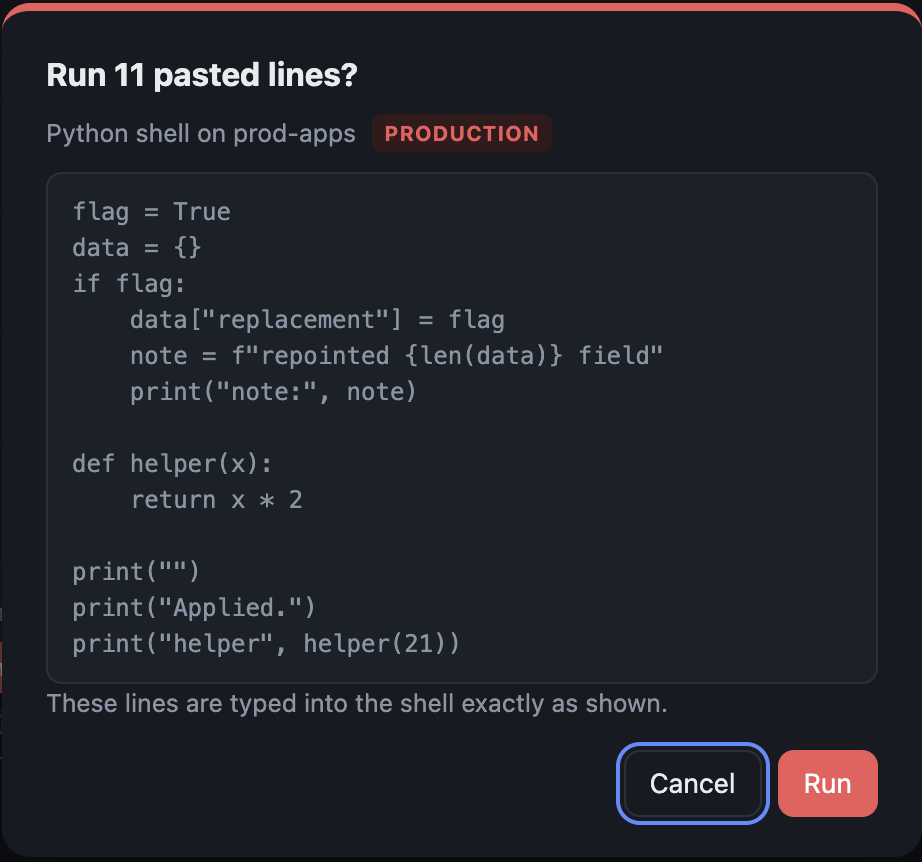 Run 11 pasted lines?
Python shell on prod-apps PRODUCTION
flag = True
data = {}
if flag:
    data["replacement"] = flag
    note = f"repointed {len(data)} field"
    print("note:", note)
def helper(x):
    return x * 2
print("")
print("Applied.")
print("helper", helper(21))
These lines are typed into the shell exactly as shown.
Cancel Run